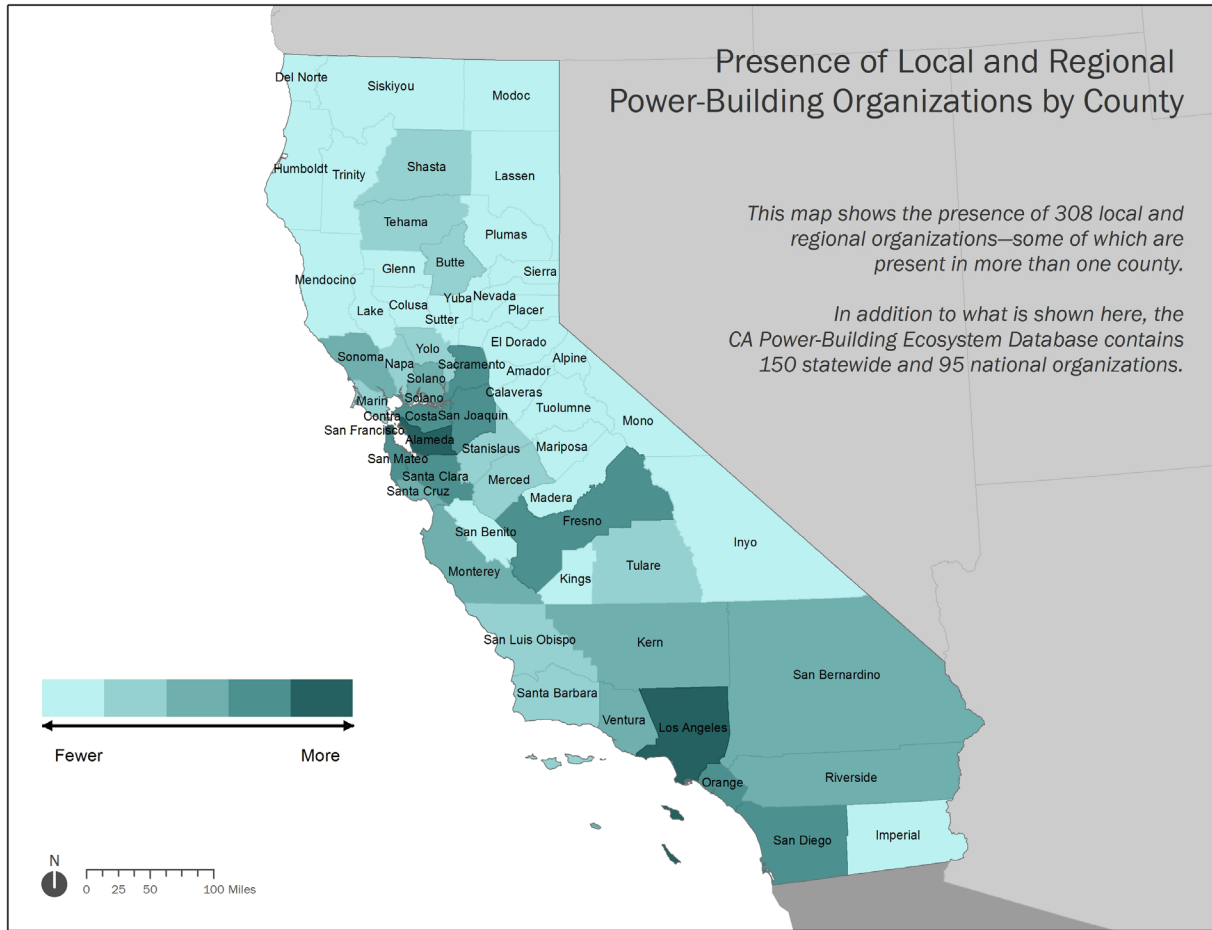 Presence of Local and Regional
Power-Building Organizations by County
This map shows the presence of 308 local and
regional organizations—some of which are
present in more than one county.
In addition to what is shown here, the
CA Power-Building Ecosystem Database contains
150 statewide and 95 national organizations.
Del Norte
Siskiyou
Modoc
Humboldt
Trinity
Shasta
Lassen
Tehama
Plumas
Mendocino
Glenn
Butte
Sierra
Lake
Colusa
Sutter
Yuba
Nevada
Placer
Sonoma
Napa
Yolo
Sacramento
El Dorado
Alpine
Solano
Amador
Marin
Solano
Calaveras
Contra Costa
San Joaquin
Tuolumne
Mono
San Francisco
Alameda
Stanislaus
Mariposa
San Mateo
Santa Clara
Merced
Santa Cruz
Madera
San Benito
Fresno
Inyo
Monterey
Kings
Tulare
San Luis Obispo
Kern
San Bernardino
Santa Barbara
Ventura
Los Angeles
Orange
Riverside
San Diego
Imperial
Fewer
More
N
0 25 50 100 Miles